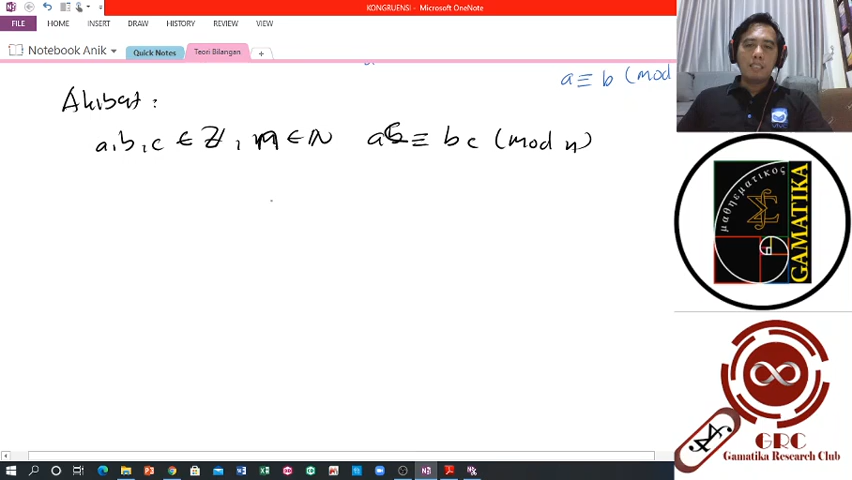 KONGRUENSI - Microsoft OneNote
FILE HOME INSERT DRAW HISTORY REVIEW VIEW
Notebook Anik Quick Notes Teori Bilangan
a ≡ b (mod
Akibat :
a, b, c ∈ ℤ, n ∈ ℕ ac ≡ bc (mod n)
μαθηεματικος
GAMATIKA
GRC
Gamatika Research Club